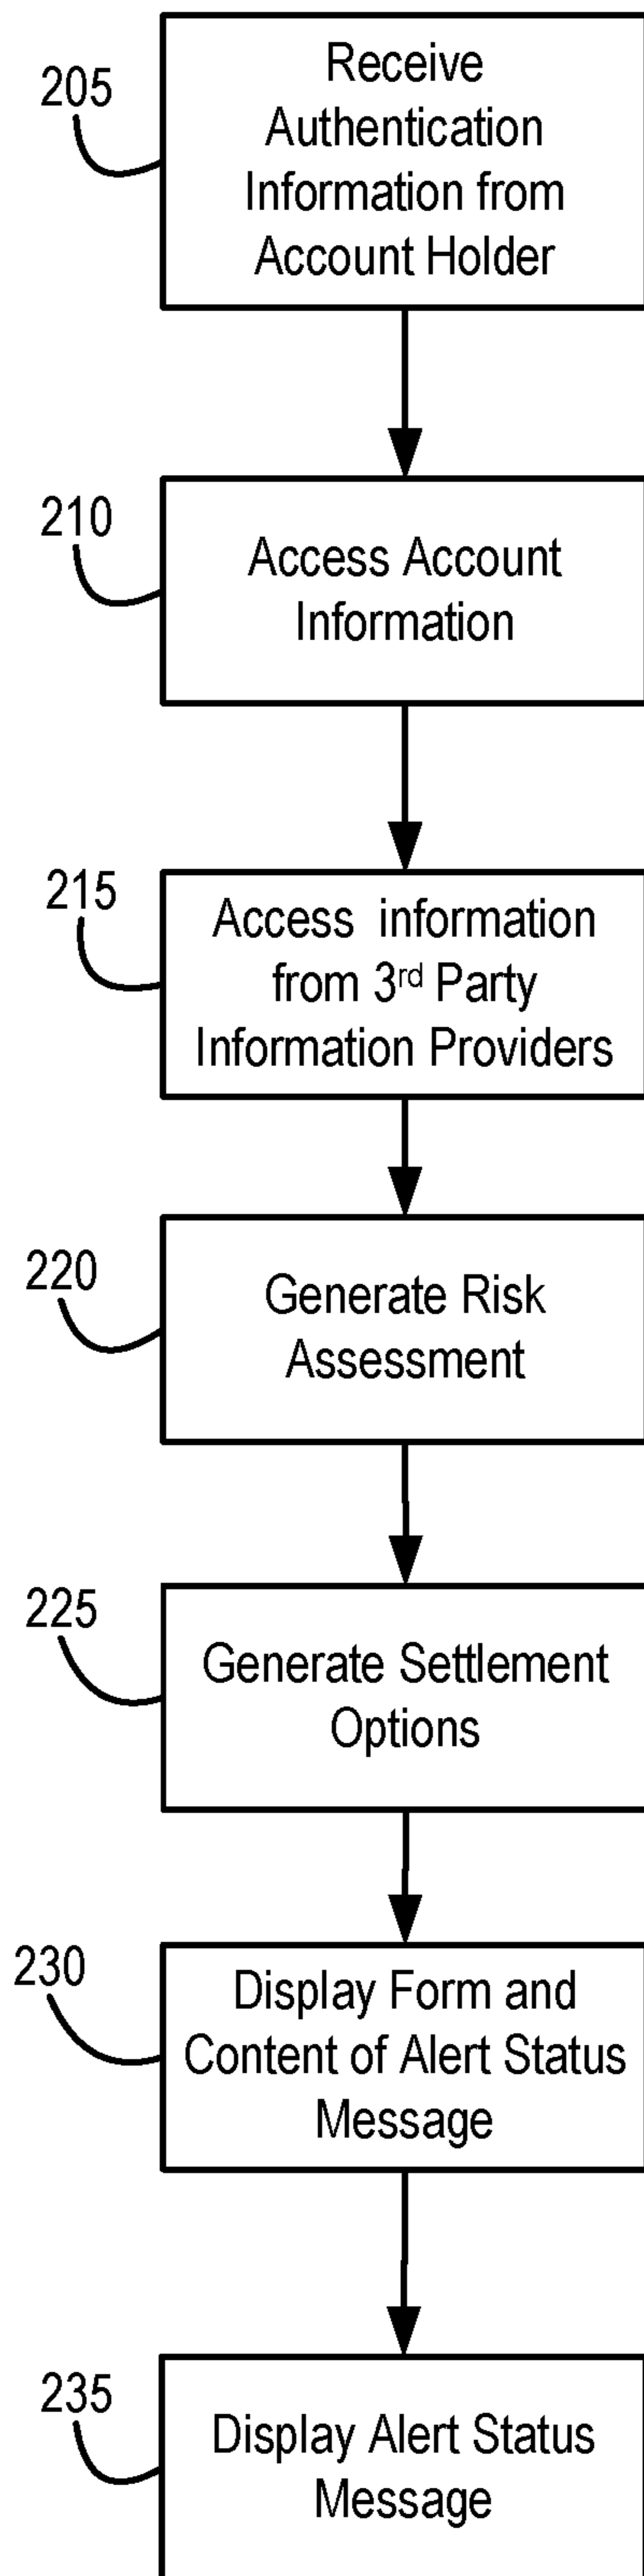 205
Receive
Authentication
Information from
Account Holder
210
Access Account
Information
215
Access information
from 3rd Party
Information Providers
220
Generate Risk
Assessment
225
Generate Settlement
Options
230
Display Form and
Content of Alert Status
Message
235
Display Alert Status
Message